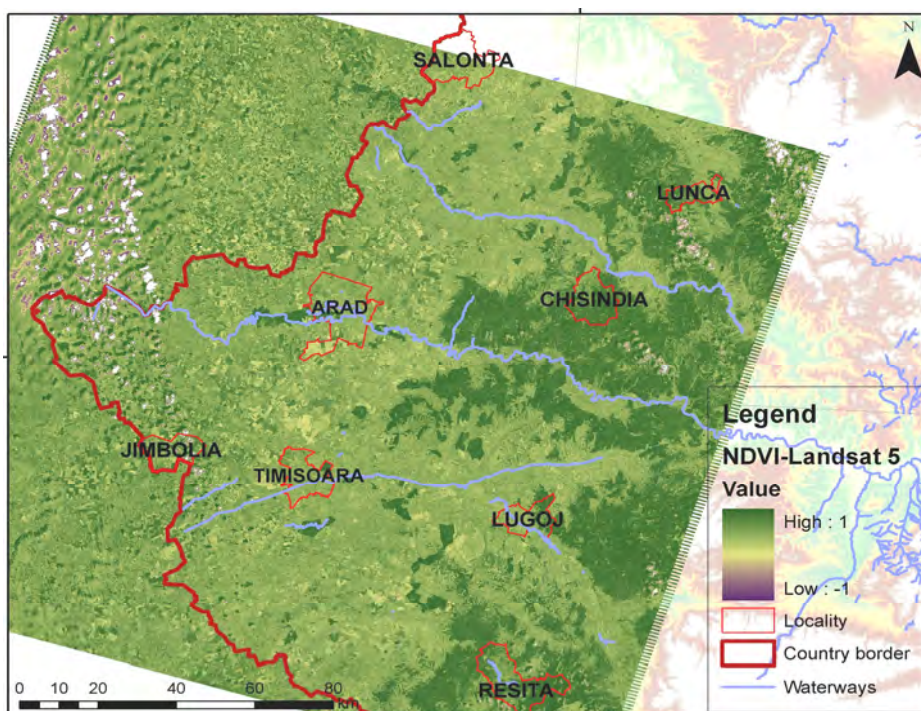 N
SALONTA
LUNCA
ARAD
CHISINDIA
JIMBOLIA
TIMISOARA
LUGOJ
RESITA
Legend
NDVI-Landsat 5
Value
High : 1
Low : -1
Locality
Country border
Waterways
0 10 20 40 60 80
km